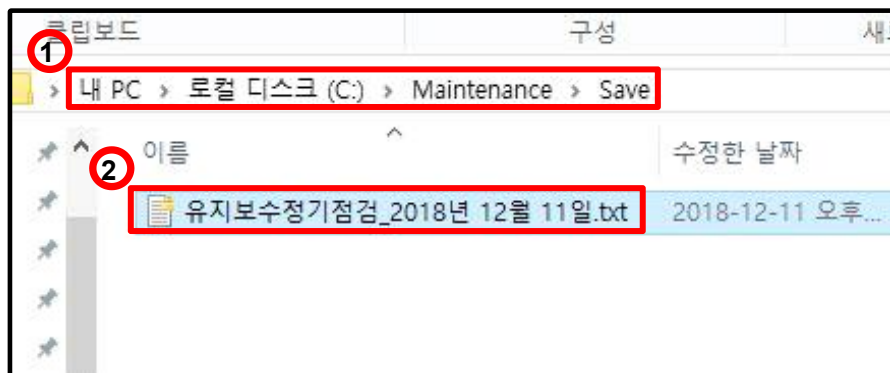 클립보드 구성
1
내 PC › 로컬 디스크 (C:) › Maintenance › Save
이름 수정한 날짜
2
유지보수정기점검_2018년 12월 11일.txt 2018-12-11 오후...